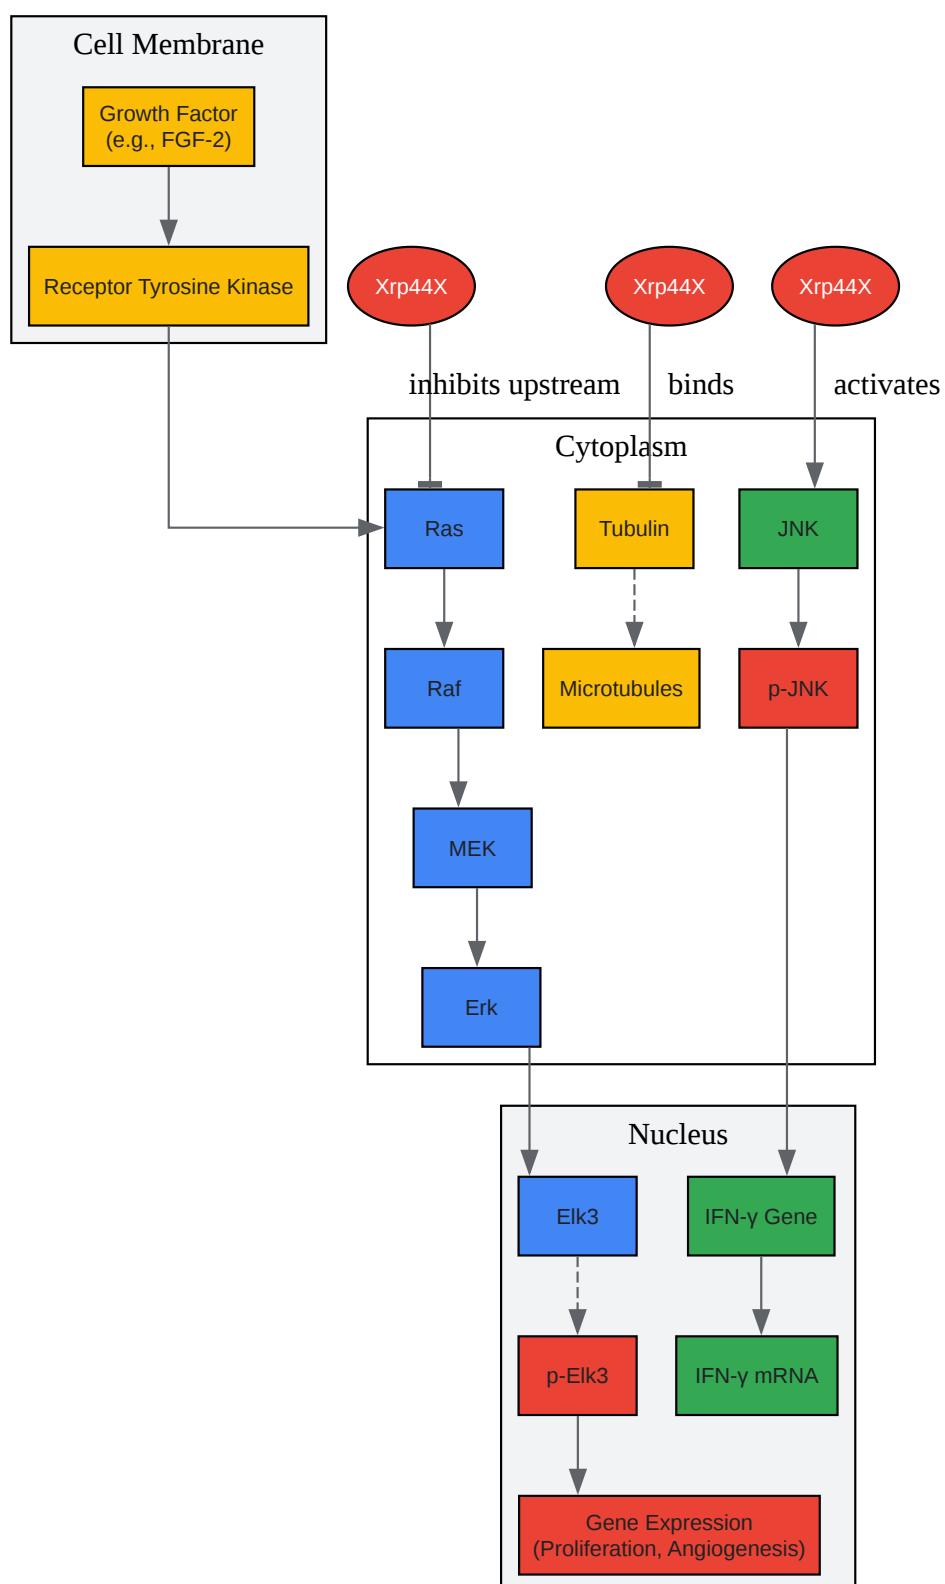 Cell Membrane
Growth Factor
(e.g., FGF-2)
Receptor Tyrosine Kinase
Xrp44X
Xrp44X
Xrp44X
inhibits upstream
binds
activates
Cytoplasm
Ras
Tubulin
JNK
Raf
Microtubules
p-JNK
MEK
Erk
Nucleus
Elk3
IFN-γ Gene
p-Elk3
IFN-γ mRNA
Gene Expression
(Proliferation, Angiogenesis)